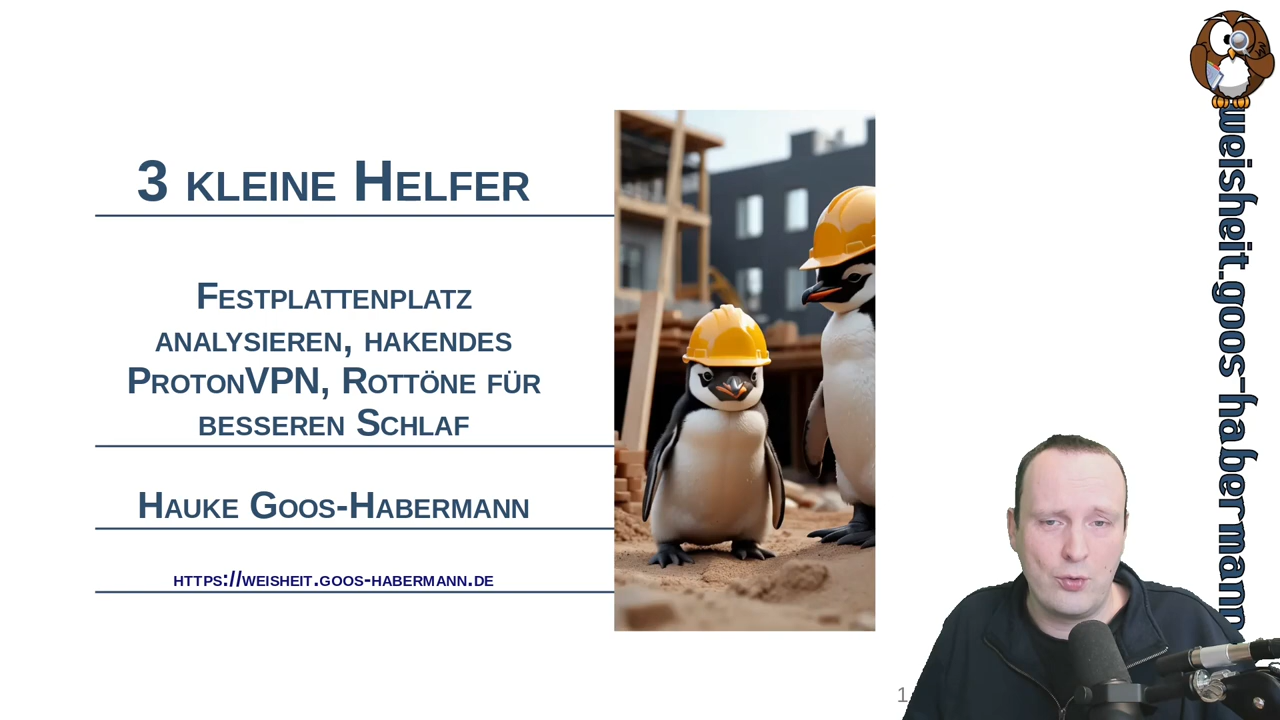 3 kleine Helfer
Festplattenplatz
analysieren, hakendes
ProtonVPN, Rottöne für
besseren Schlaf
Hauke Goos-Habermann
https://weisheit.goos-habermann.de
weisheit.goos-habermann
1